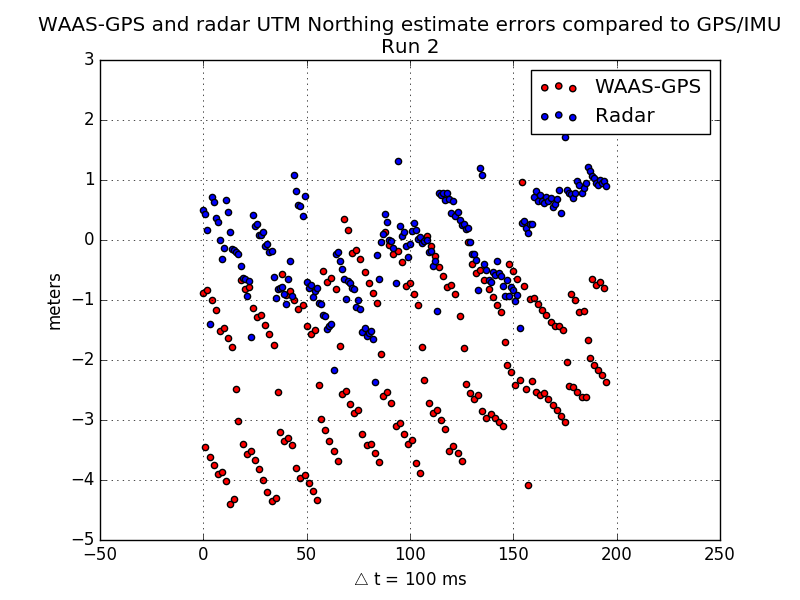 WAAS-GPS and radar UTM Northing estimate errors compared to GPS/IMU
Run 2
3
2
1
0
−1
−2
−3
−4
−5
meters
WAAS-GPS
Radar
−50
0
50
100
150
200
250
△ t = 100 ms